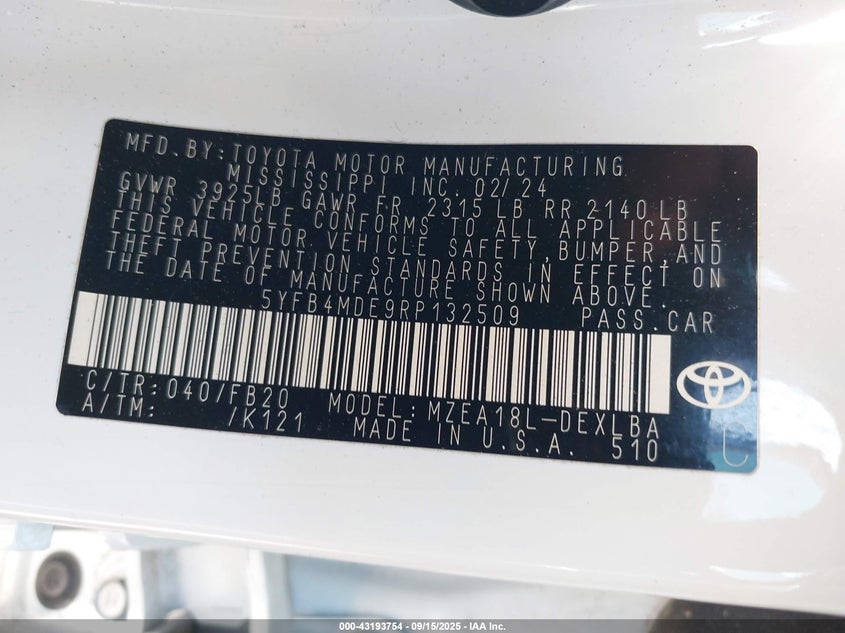 MFD. BY: TOYOTA MOTOR MANUFACTURING
MISSISSIPPI INC. 02/24
GVWR 3925LB GAWR FR 2315 LB RR 2140 LB
THIS VEHICLE CONFORMS TO ALL APPLICABLE
FEDERAL MOTOR VEHICLE SAFETY, BUMPER, AND
THEFT PREVENTION STANDARDS IN EFFECT ON
THE DATE OF MANUFACTURE SHOWN ABOVE.
5YFB4MDE9RP132509 PASS. CAR
C/TR: 040/FB20 MODEL: MZEA18L-DEXLBA
A/TM: /K121 MADE IN U.S.A. 510
000-43193754 - 09/15/2025 - IAA Inc.